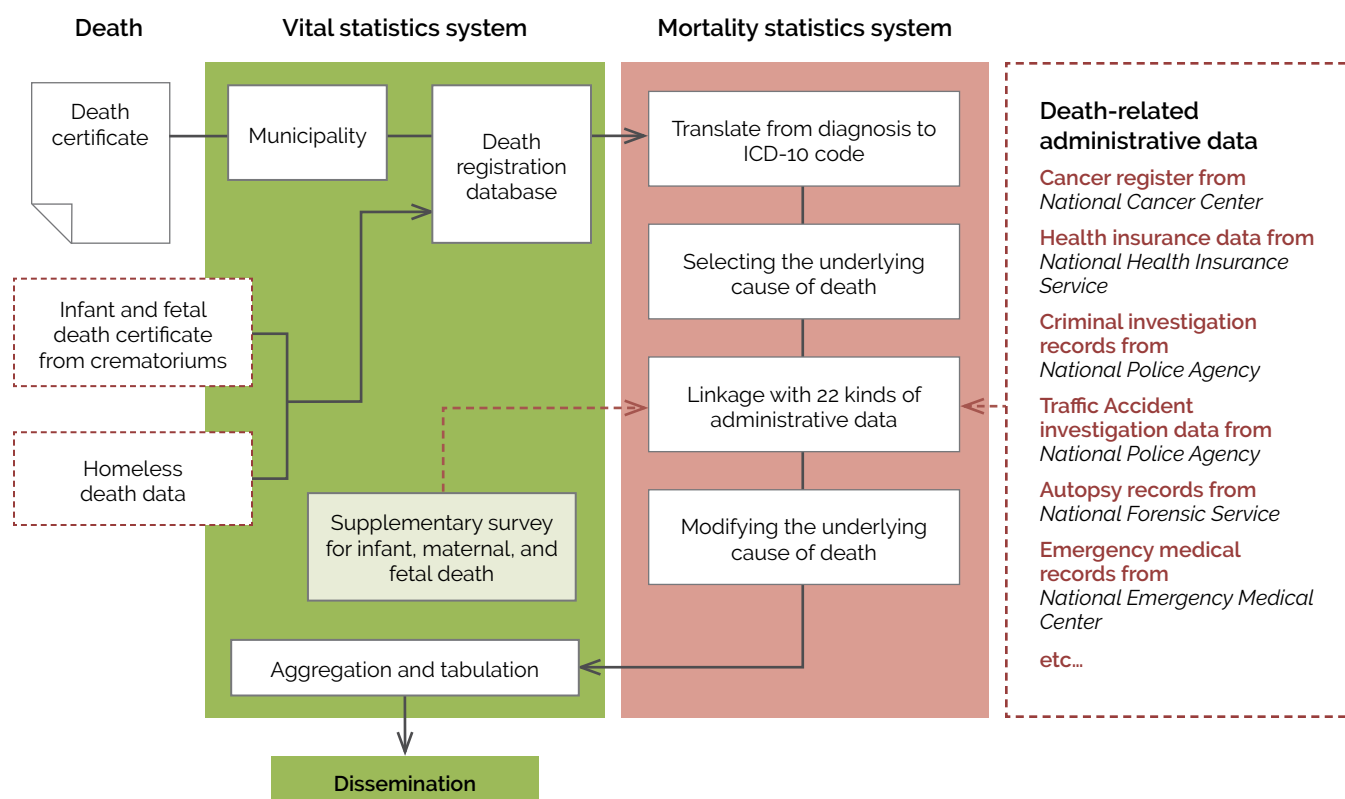 Death
Vital statistics system
Mortality statistics system
Death
certificate
Municipality
Death
registration
database
Infant and fetal
death certificate
from crematoriums
Homeless
death data
Supplementary survey
for infant, maternal, and
fetal death
Aggregation and tabulation
Dissemination
Translate from diagnosis to
ICD-10 code
Selecting the underlying
cause of death
Linkage with 22 kinds of
administrative data
Modifying the underlying
cause of death
Death-related
administrative data
Cancer register from
National Cancer Center
Health insurance data from
National Health Insurance
Service
Criminal investigation
records from
National Police Agency
Traffic Accident
investigation data from
National Police Agency
Autopsy records from
National Forensic Service
Emergency medical
records from
National Emergency Medical
Center
etc...